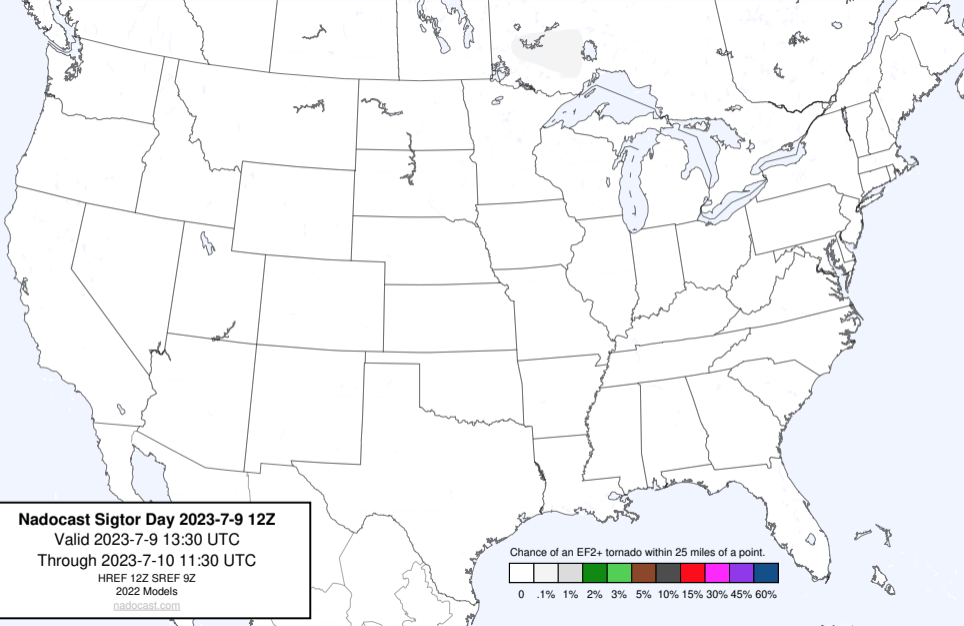 Nadocast Sigtor Day 2023-7-9 12Z
Valid 2023-7-9 13:30 UTC
Through 2023-7-10 11:30 UTC
HREF 12Z SREF 9Z
2022 Models
nadocast.com
Chance of an EF2+ tornado within 25 miles of a point.
0 .1% 1% 2% 3% 5% 10% 15% 30% 45% 60%